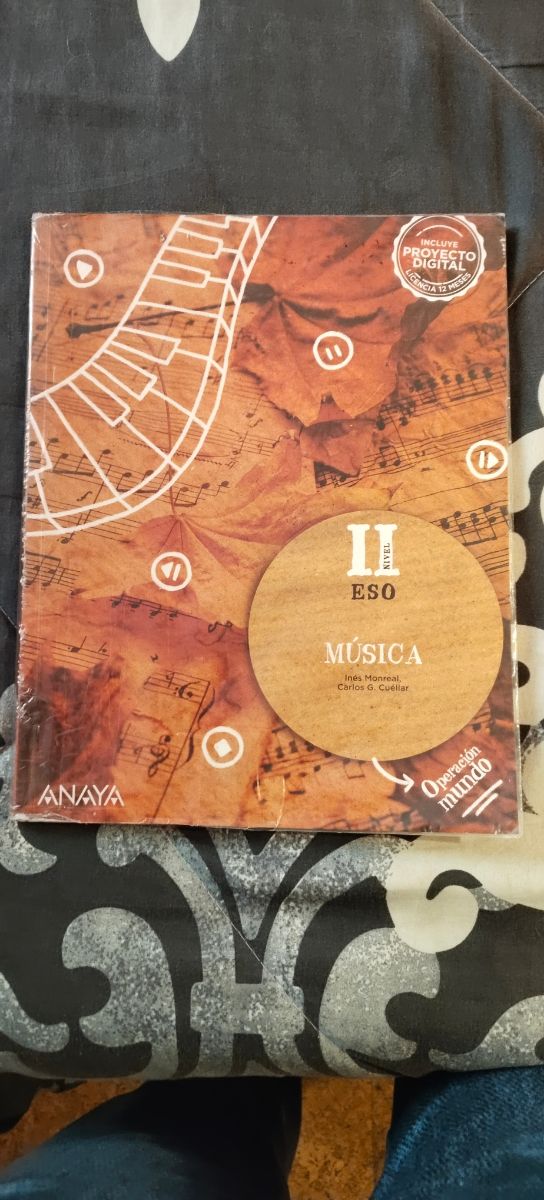 INCLUYE
PROYECTO
DIGITAL
LICENCIA 12 MESES
II
NIVEL
ESO
MÚSICA
Inés Monreal,
Carlos G. Cuéllar
ANAYA
Operación
mundo